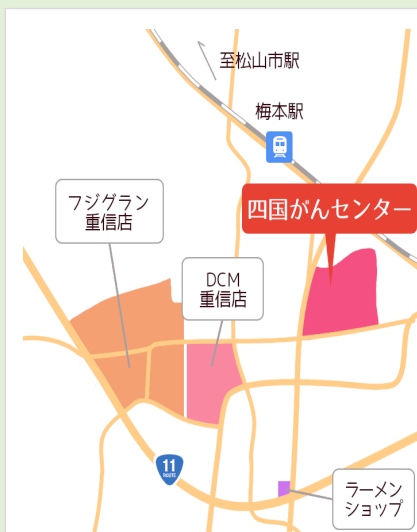 至松山市駅
梅本駅
四国がんセンター
フジグラン
重信店
DCM
重信店
11
ROUTE
ラーメン
ショップ